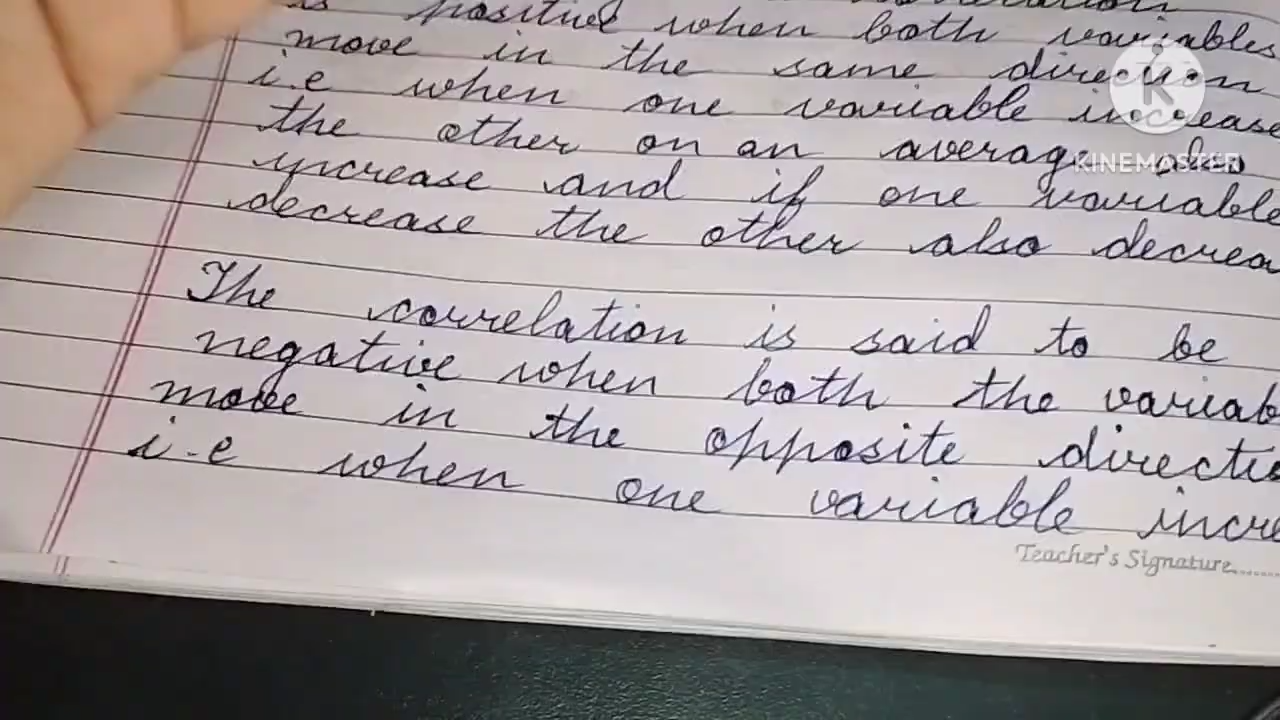 is positive when both variables
move in the same direction
i.e when one variable increase
the other on an average also
increase and if one variable
decrease the other also decrea
The correlation is said to be
negative when both the variab
move in the opposite directio
i.e when one variable incre
Teacher's Signature........
KINEMASTER